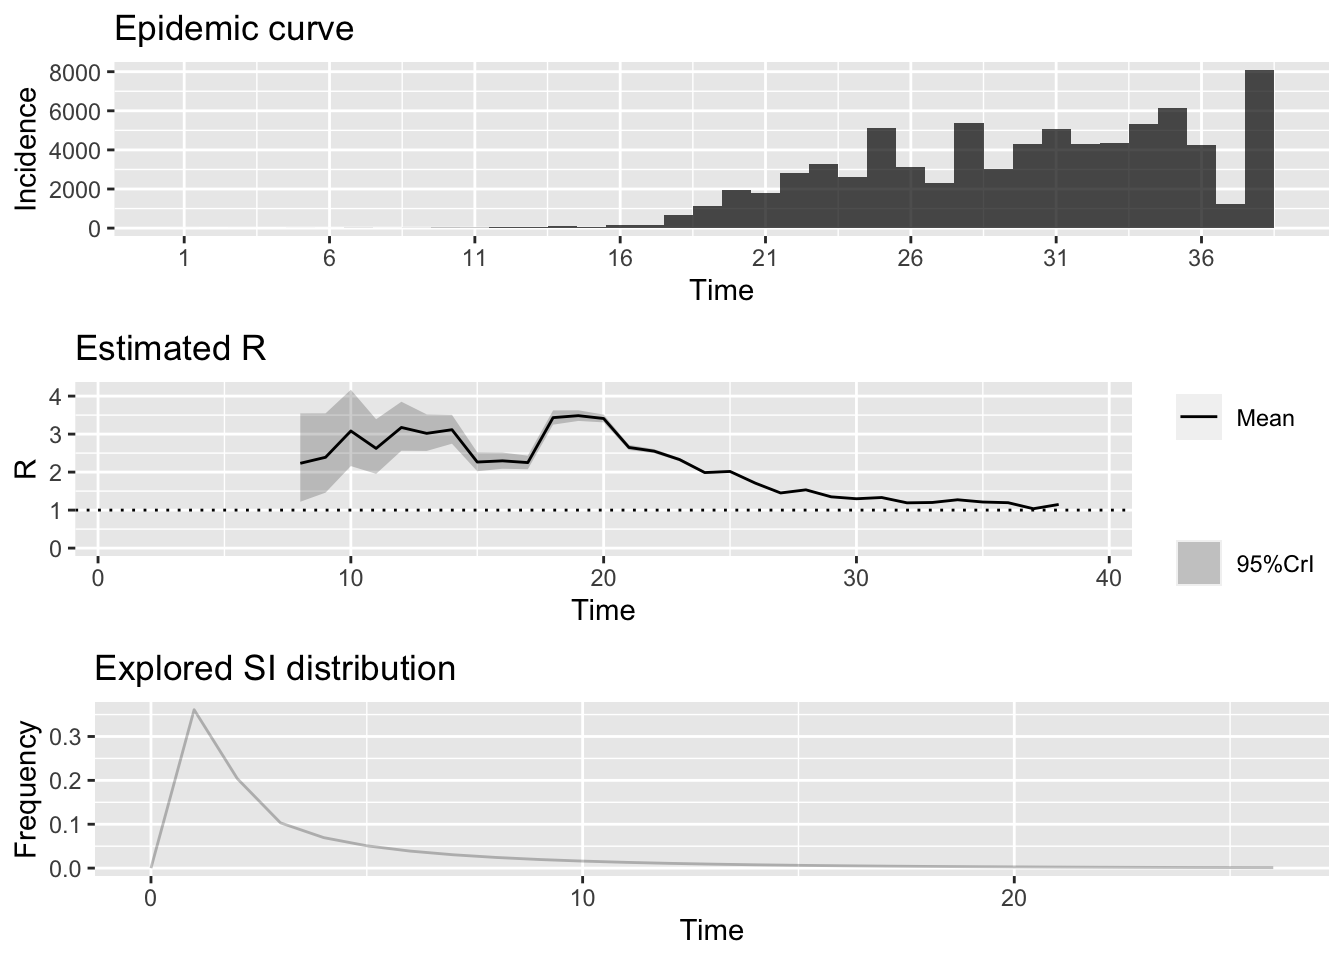 Epidemic curve
Incidence
8000
6000
4000
2000
0
1 6 11 16 21 26 31 36
Time
Estimated R
R
4
3
2
1
0
0 10 20 30 40
Time
Mean
95%CrI
Explored SI distribution
Frequency
0.3
0.2
0.1
0.0
0 10 20
Time